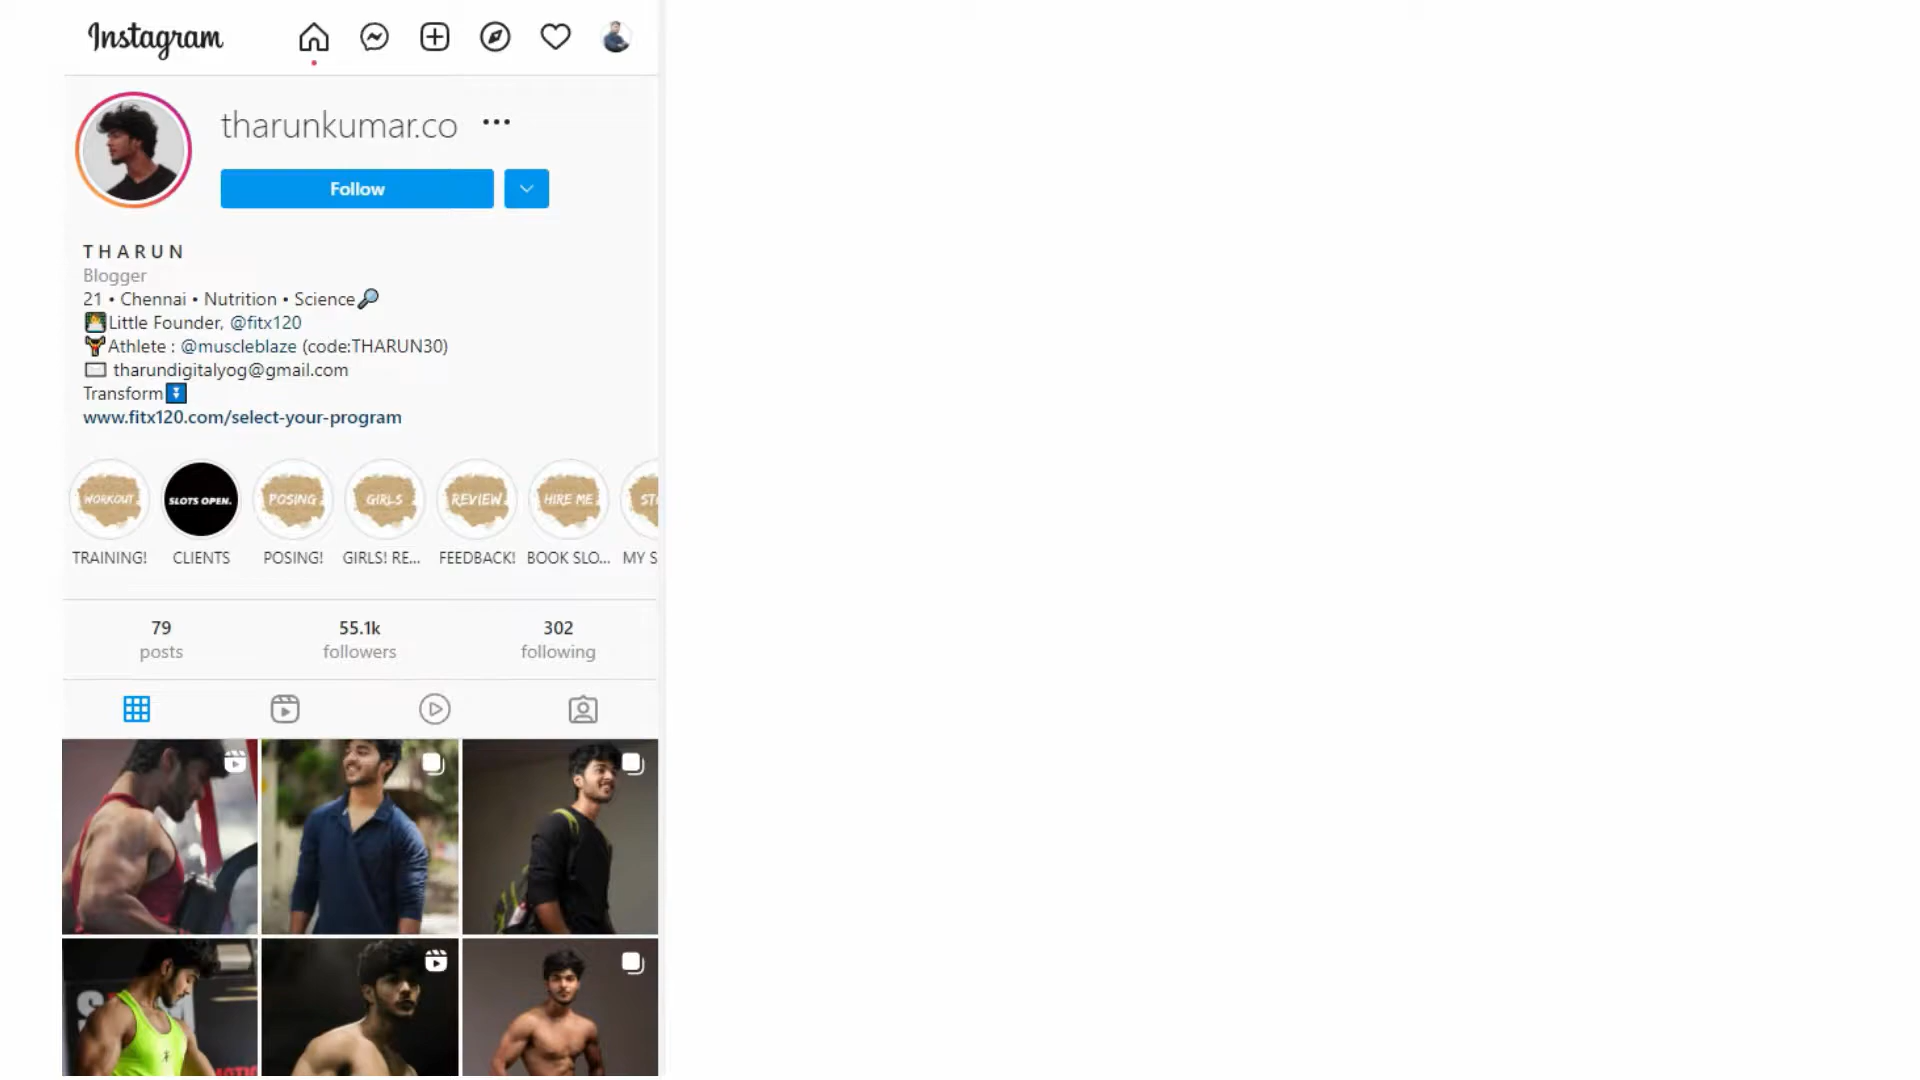 Instagram
tharunkumar.co
Follow
THARUN
Blogger
21 • Chennai • Nutrition • Science
Little Founder, @fitx120
Athlete : @muscleblaze (code:THARUN30)
tharundigitalyog@gmail.com
Transform
www.fitx120.com/select-your-program
WORKOUT SLOTS OPEN. POSING GIRLS REVIEW HIRE ME ST
TRAINING! CLIENTS POSING! GIRLS! RE... FEEDBACK! BOOK SLO... MY S
79 55.1k 302
posts followers following